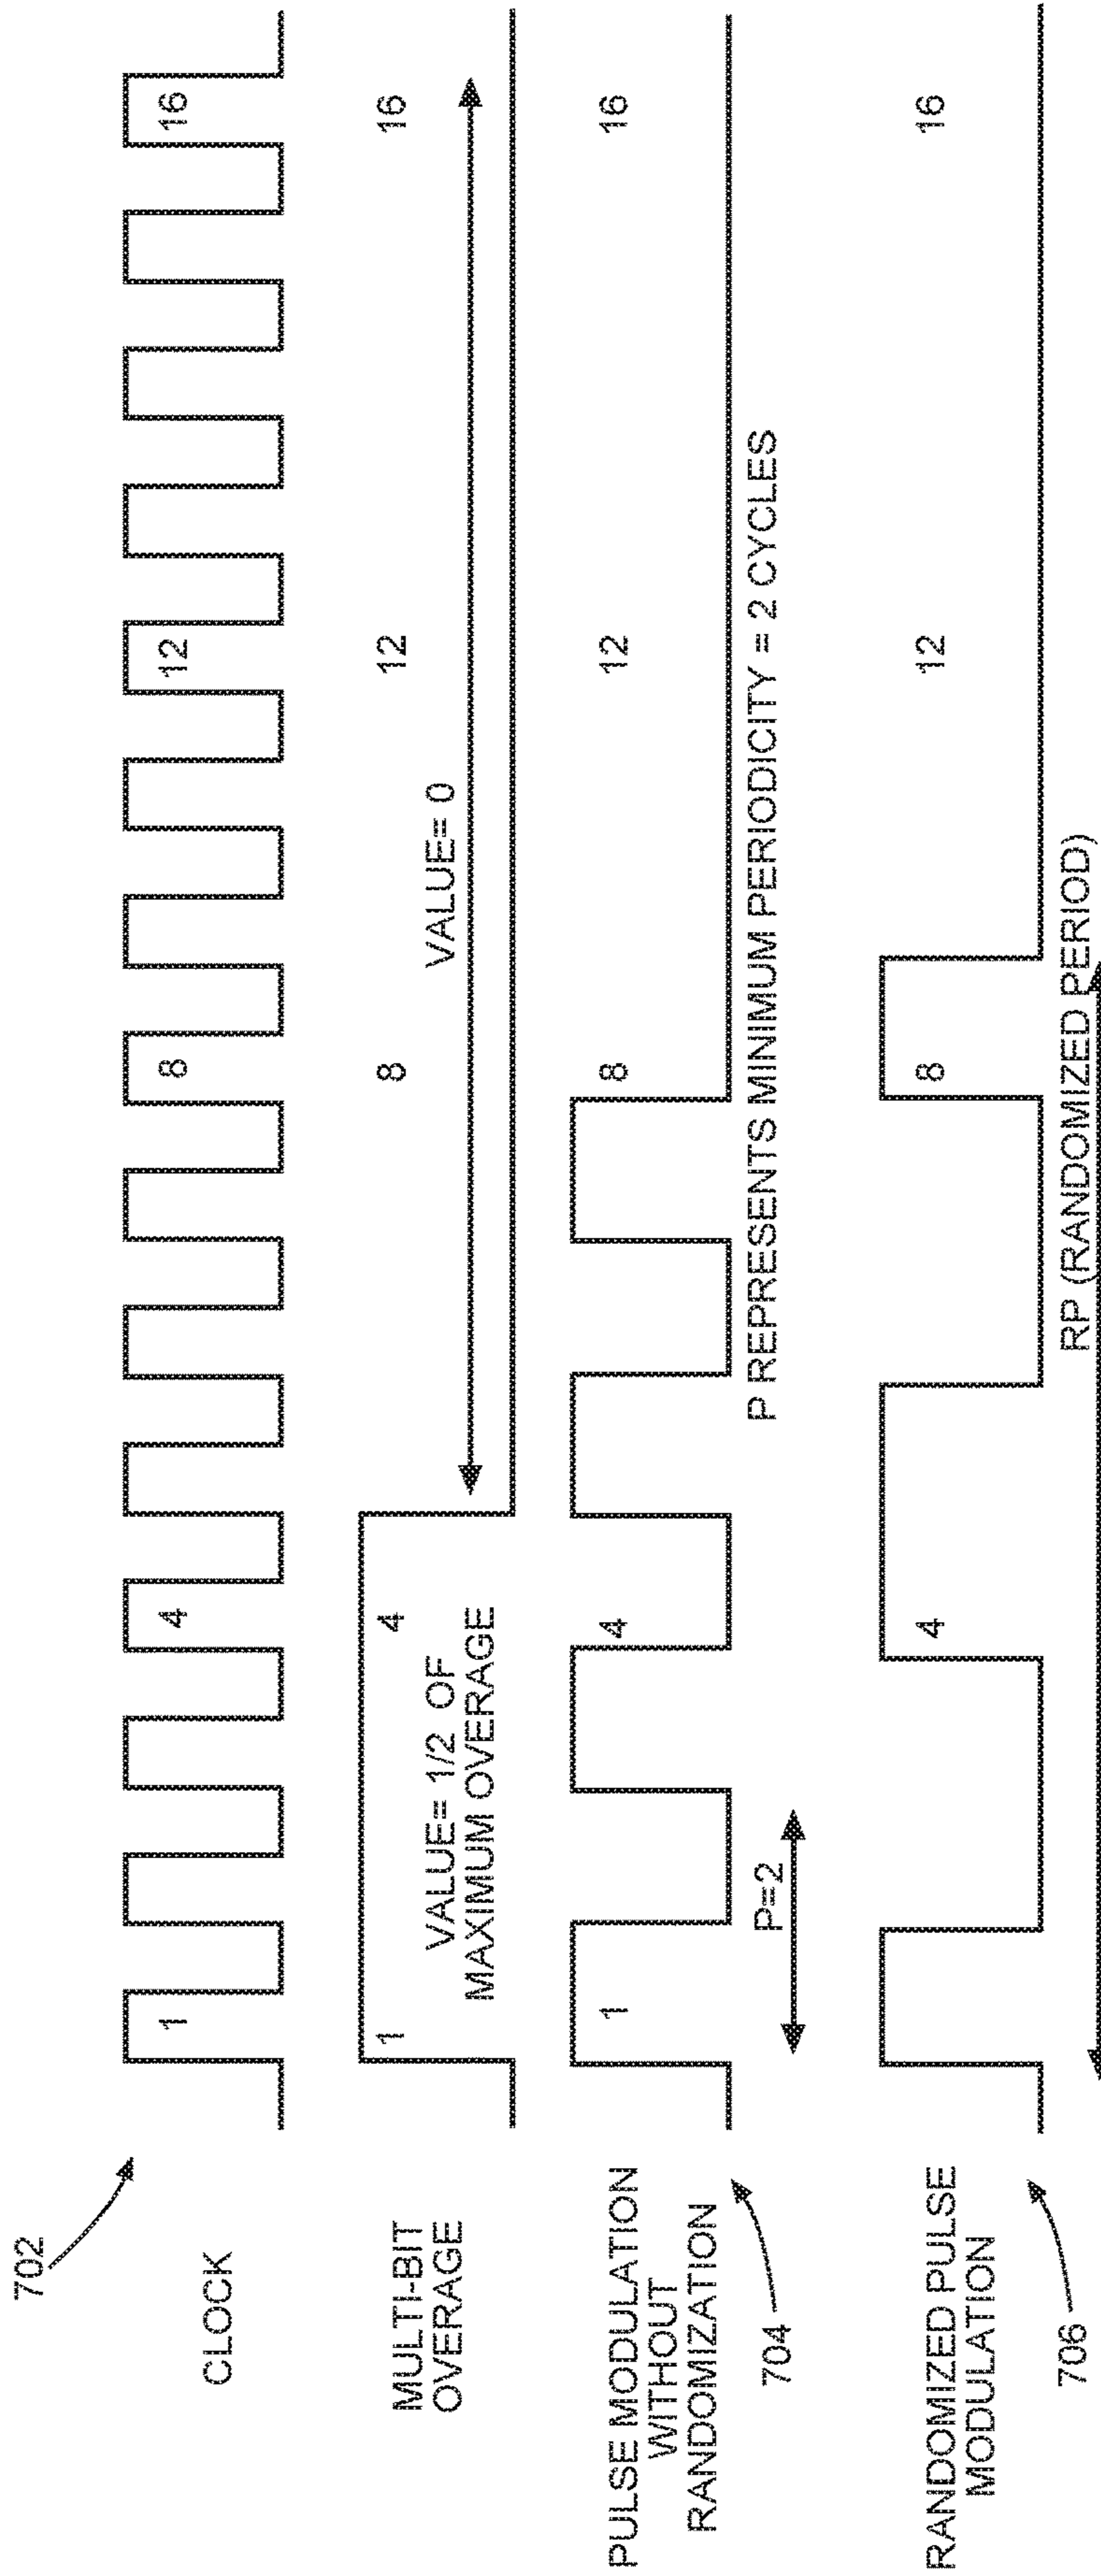 702
CLOCK
1
4
8
12
16
MULTI-BIT
OVERAGE
1
4
8
12
16
VALUE= 1/2 OF
MAXIMUM OVERAGE
VALUE= 0
PULSE MODULATION
WITHOUT
RANDOMIZATION
704
1
4
8
12
16
P=2
P REPRESENTS MINIMUM PERIODICITY = 2 CYCLES
RANDOMIZED PULSE
MODULATION
706
4
8
12
16
RP (RANDOMIZED PERIOD)